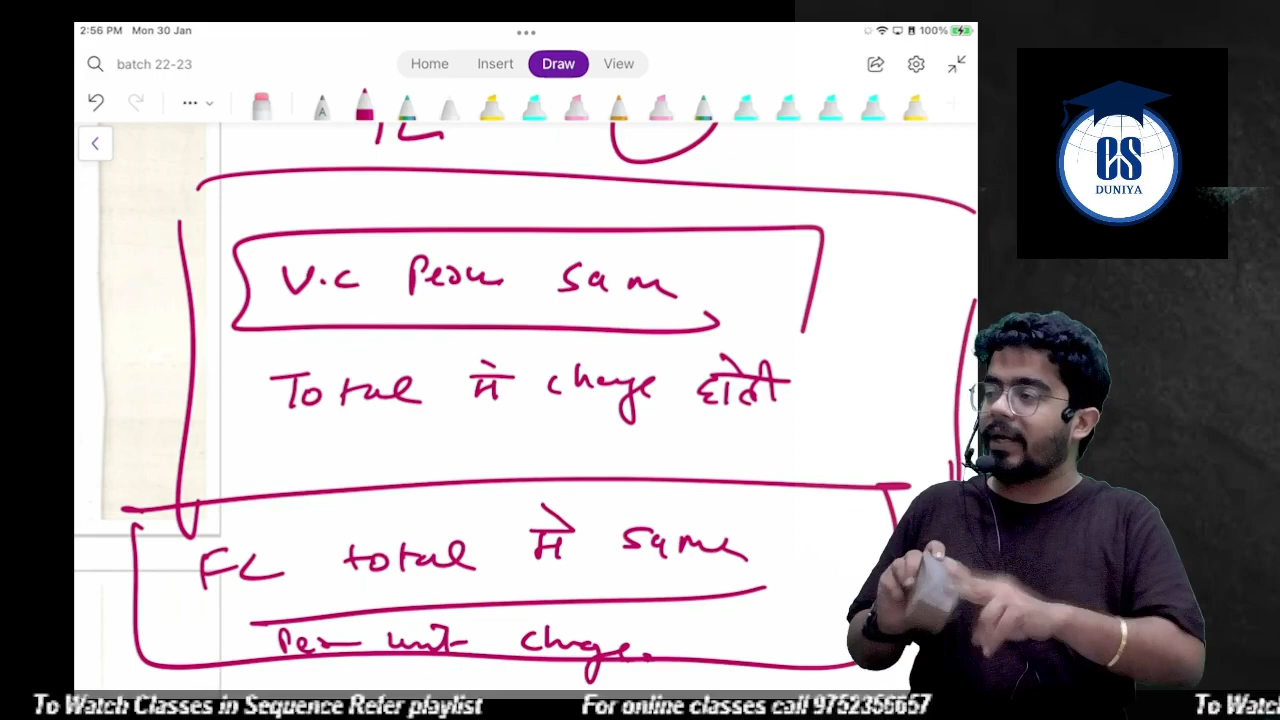 2:56 PM Mon 30 Jan
100%
batch 22-23
Home Insert Draw View
A
CS
DUNIYA
V.C Per Same
Total में change होती
FC total में same
Per unit change.
To Watch Classes in Sequence Refer playlist For online classes call 9752356657 To Watc